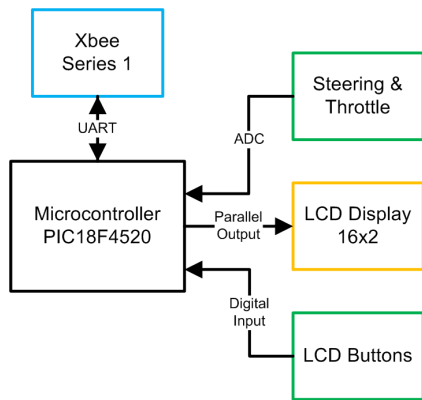 Xbee
Series 1
UART
Steering &
Throttle
ADC
Microcontroller
PIC18F4520
Parallel
Output
LCD Display
16x2
Digital
Input
LCD Buttons